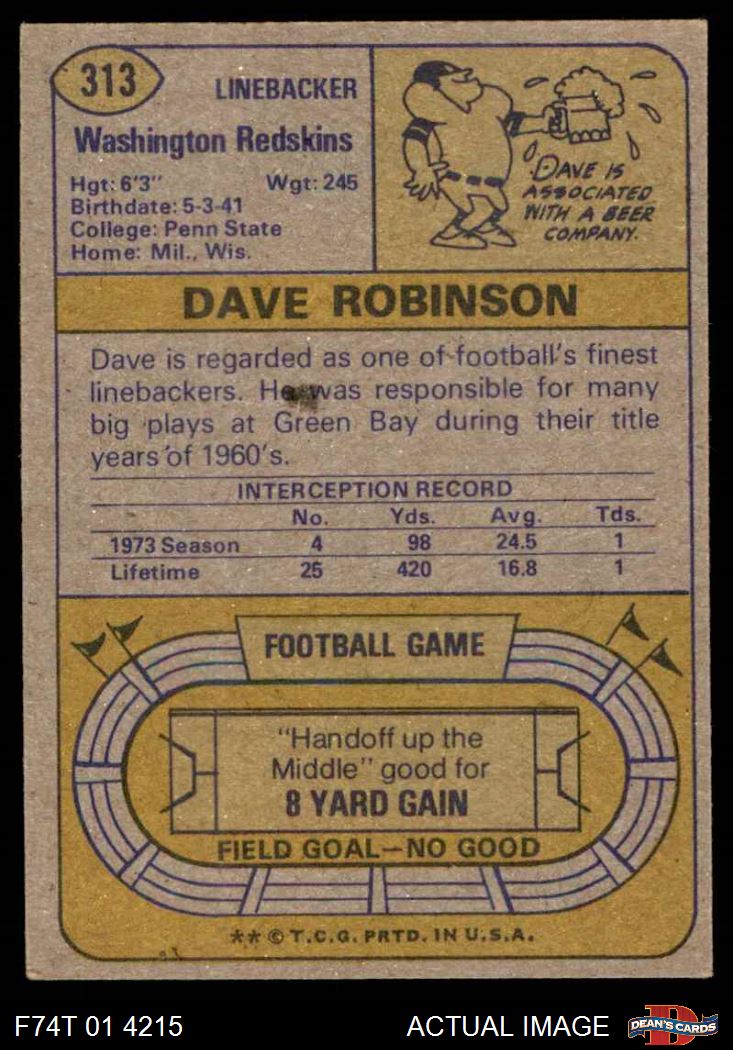 313
LINEBACKER
Washington Redskins
Hgt: 6'3" Wgt: 245
Birthdate: 5-3-41
College: Penn State
Home: Mil., Wis.
DAVE IS
ASSOCIATED
WITH A BEER
COMPANY.
DAVE ROBINSON
Dave is regarded as one of football's finest
linebackers. He was responsible for many
big plays at Green Bay during their title
years of 1960's.
INTERCEPTION RECORD
No. Yds. Avg. Tds.
1973 Season 4 98 24.5 1
Lifetime 25 420 16.8 1
FOOTBALL GAME
"Handoff up the
Middle" good for
8 YARD GAIN
FIELD GOAL—NO GOOD
** © T.C.G. PRTD. IN U.S.A.
F74T 01 4215 ACTUAL IMAGE
D
DEAN'S CARDS